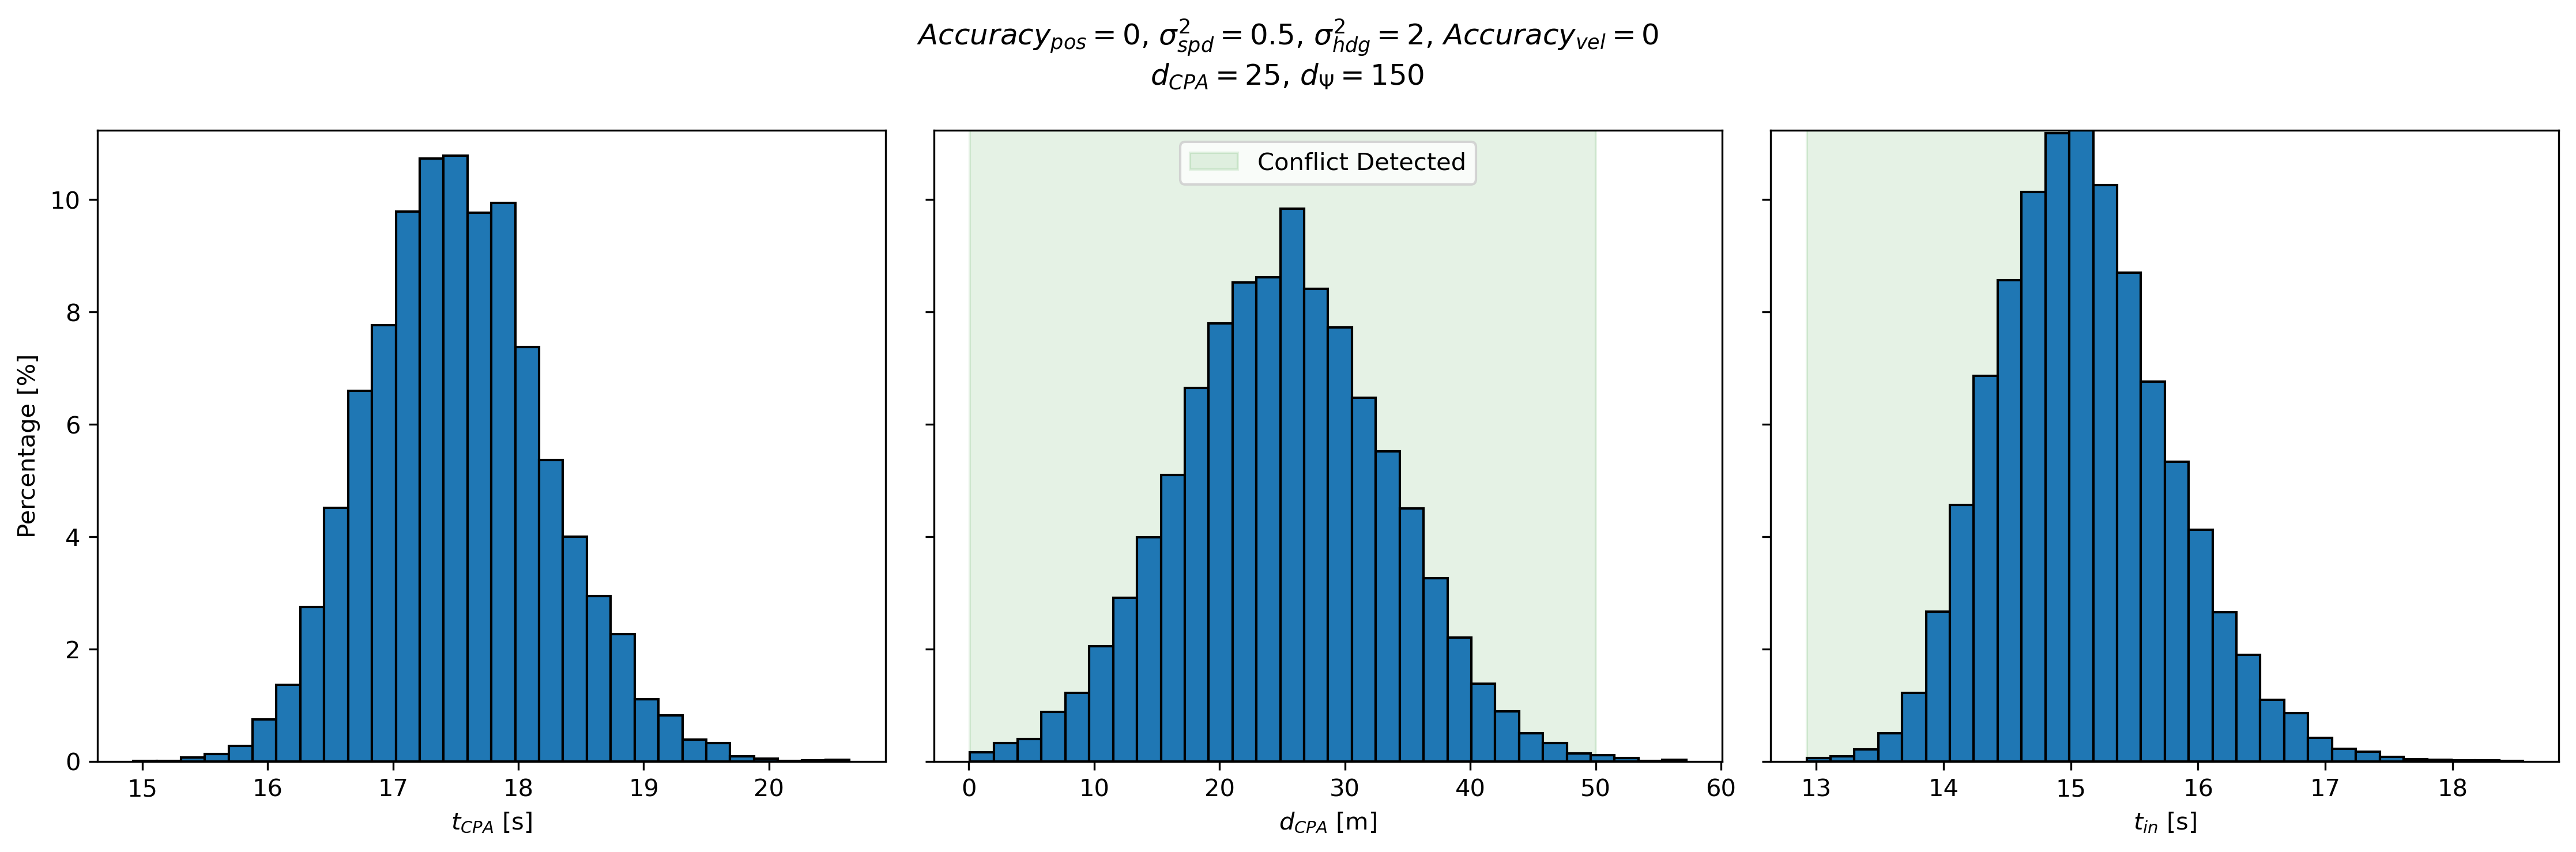 Accuracy_pos = 0, σ²_spd = 0.5, σ²_hdg = 2, Accuracy_vel = 0
d_CPA = 25, d_Ψ = 150
Percentage [%]
10
8
6
4
2
0
15 16 17 18 19 20
t_CPA [s]
Conflict Detected
0 10 20 30 40 50 60
d_CPA [m]
13 14 15 16 17 18
t_in [s]